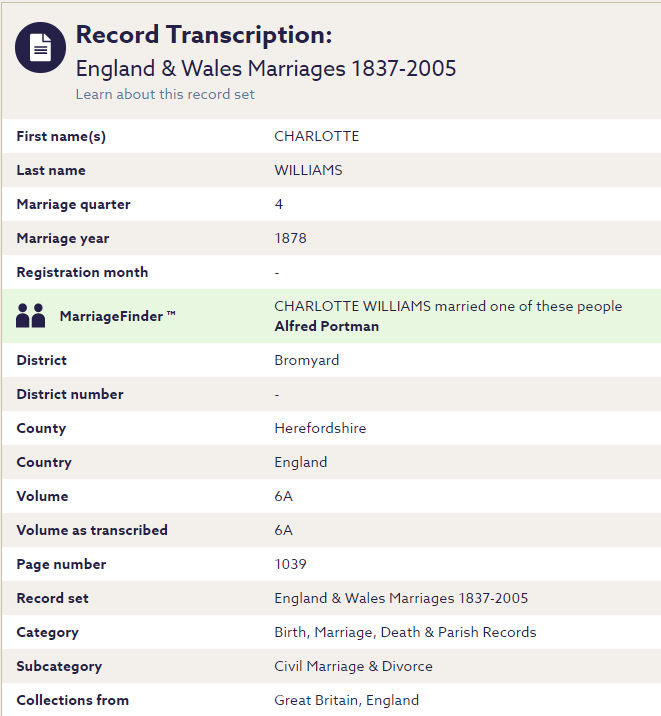 Record Transcription:
England & Wales Marriages 1837-2005
Learn about this record set
First name(s) CHARLOTTE
Last name WILLIAMS
Marriage quarter 4
Marriage year 1878
Registration month -
MarriageFinder ™ CHARLOTTE WILLIAMS married one of these people
Alfred Portman
District Bromyard
District number -
County Herefordshire
Country England
Volume 6A
Volume as transcribed 6A
Page number 1039
Record set England & Wales Marriages 1837-2005
Category Birth, Marriage, Death & Parish Records
Subcategory Civil Marriage & Divorce
Collections from Great Britain, England